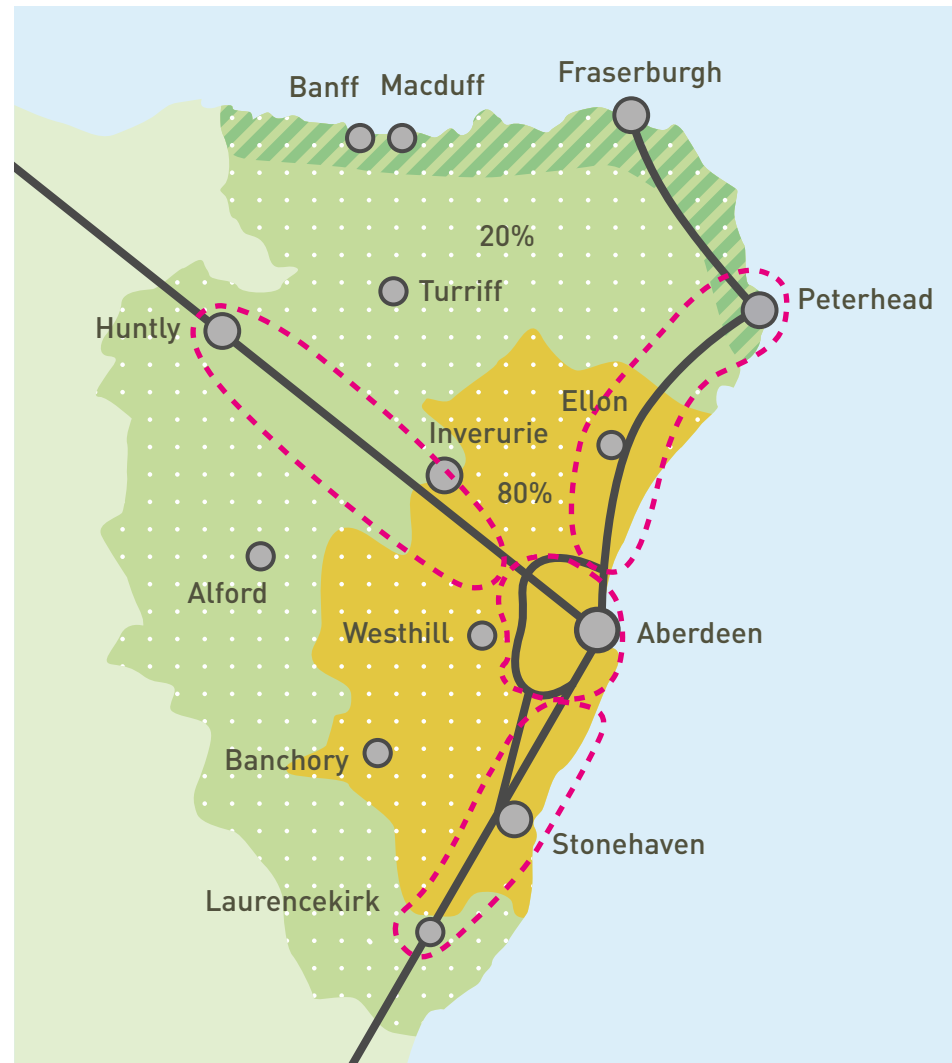 Fraserburgh
Banff
Macduff
20%
Turriff
Peterhead
Huntly
Ellon
Inverurie
80%
Alford
Westhill
Aberdeen
Banchory
Stonehaven
Laurencekirk